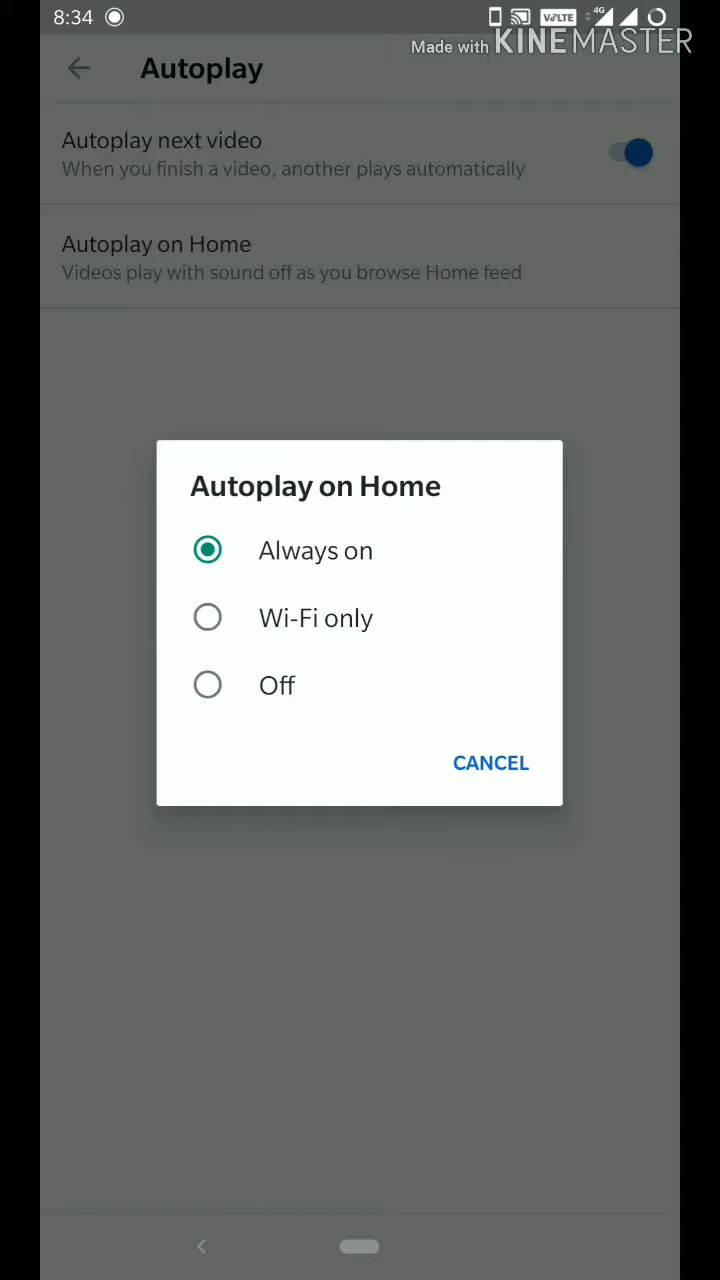 8:34
VoLTE
4G
Made with KINEMASTER
Autoplay
Autoplay next video
When you finish a video, another plays automatically
Autoplay on Home
Videos play with sound off as you browse Home feed
Autoplay on Home
Always on
Wi-Fi only
Off
CANCEL